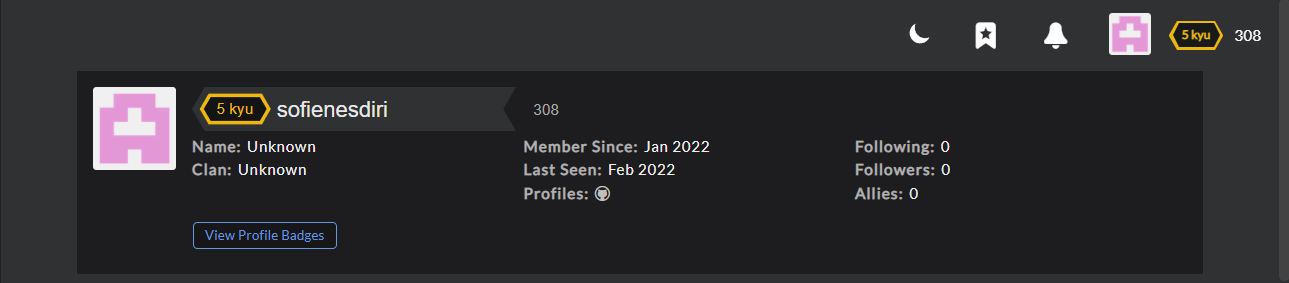 5 kyu 308
5 kyu sofienesdiri 308
Name: Unknown Member Since: Jan 2022 Following: 0
Clan: Unknown Last Seen: Feb 2022 Followers: 0
Profiles: Allies: 0
View Profile Badges